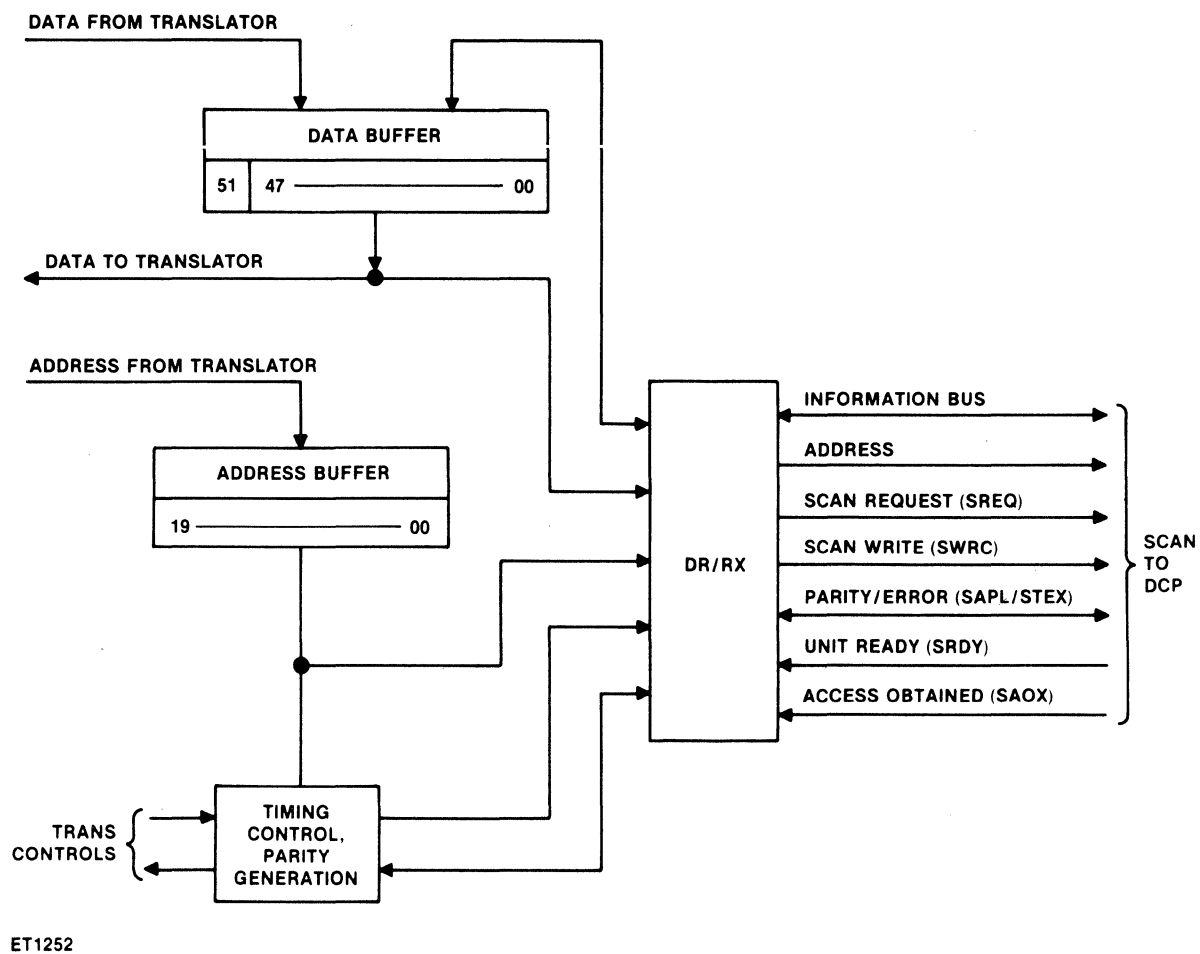 DATA FROM TRANSLATOR
DATA BUFFER
51 47 00
DATA TO TRANSLATOR
ADDRESS FROM TRANSLATOR
ADDRESS BUFFER
19 00
DR/RX
INFORMATION BUS
ADDRESS
SCAN REQUEST (SREQ)
SCAN WRITE (SWRC)
PARITY/ERROR (SAPL/STEX)
UNIT READY (SRDY)
ACCESS OBTAINED (SAOX)
SCAN
TO
DCP
TRANS
CONTROLS
TIMING
CONTROL,
PARITY
GENERATION
ET1252